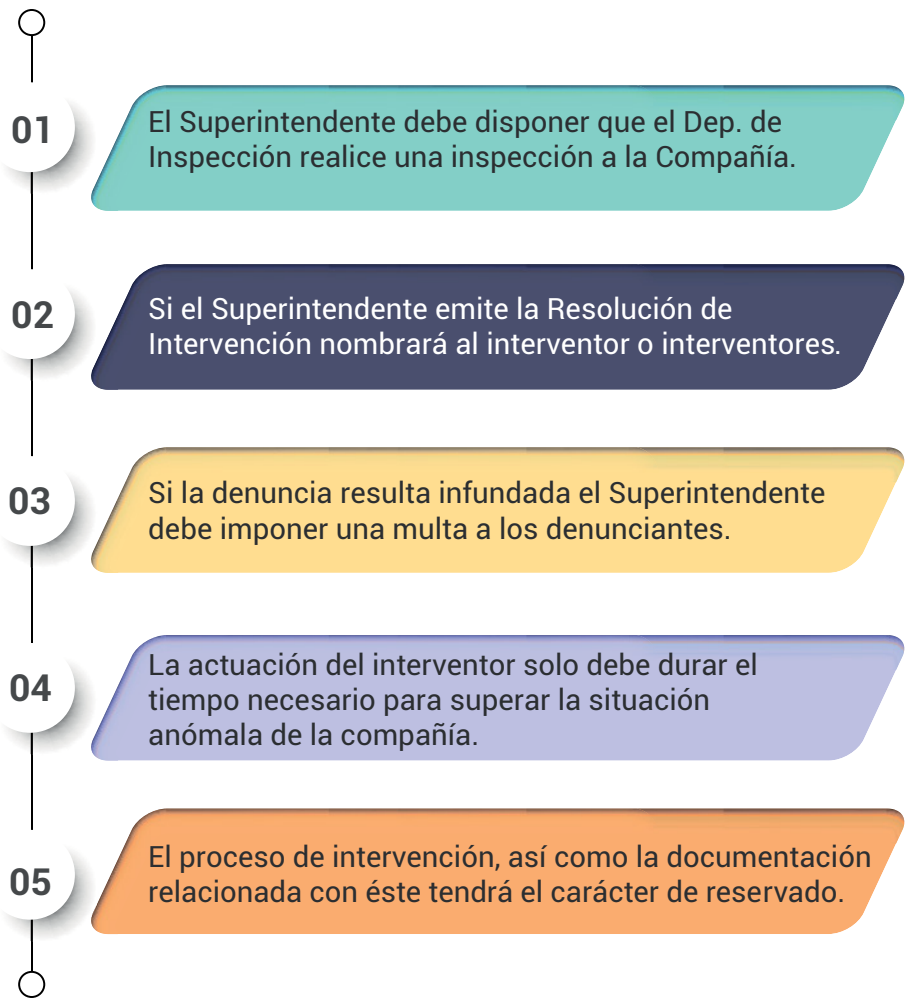 01
El Superintendente debe disponer que el Dep. de
Inspección realice una inspección a la Compañía.
02
Si el Superintendente emite la Resolución de
Intervención nombrará al interventor o interventores.
03
Si la denuncia resulta infundada el Superintendente
debe imponer una multa a los denunciantes.
04
La actuación del interventor solo debe durar el
tiempo necesario para superar la situación
anómala de la compañía.
05
El proceso de intervención, así como la documentación
relacionada con éste tendrá el carácter de reservado.